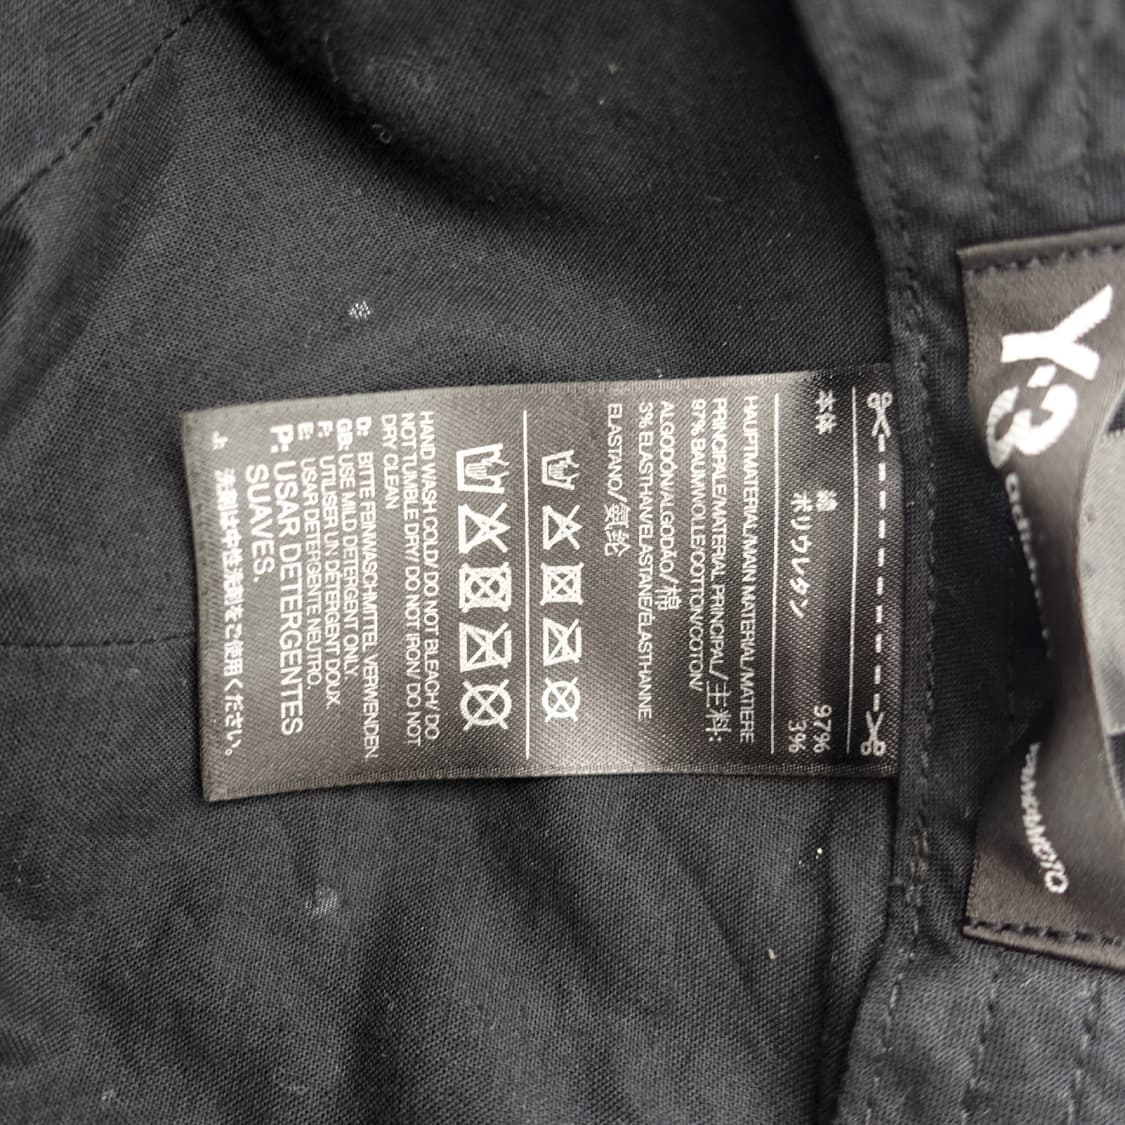 本体 綿 97%
ポリウレタン 3%
HAUPTMATERIAL/MAIN MATERIAL/MATIERE
PRINCIPALE/MATERIAL PRINCIPAL/主料:
97% BAUMWOLLE/COTON/COTTON/
ALGODÓN/ALGODÃO/棉
3% ELASTHAN/ELASTANE/ELASTHANNE
ELASTANO/氨纶
HAND WASH COLD/ DO NOT BLEACH/ DO
NOT TUMBLE DRY/ DO NOT IRON/ DO NOT
DRY CLEAN
D: BITTE FEINWASCHMITTEL VERWENDEN.
GB: USE MILD DETERGENT ONLY.
F: UTILISER UN DÉTERGENT DOUX.
E: USAR DETERGENTE NEUTRO.
P: USAR DETERGENTES
SUAVES.
J: 洗剤は中性洗剤をご使用ください。
Y-3
YAMAMOTO